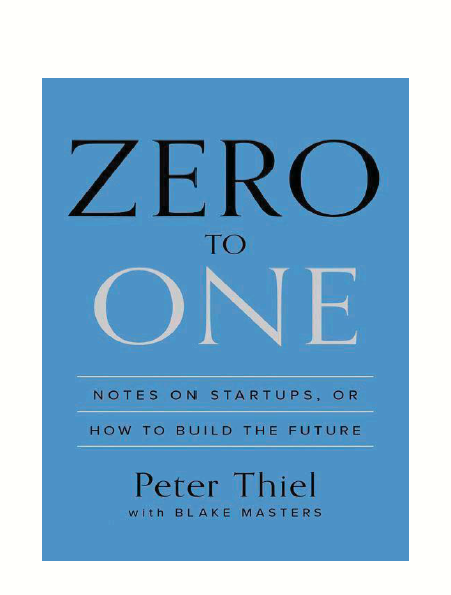 ZERO
TO
ONE
NOTES ON STARTUPS, OR
HOW TO BUILD THE FUTURE
Peter Thiel
with BLAKE MASTERS